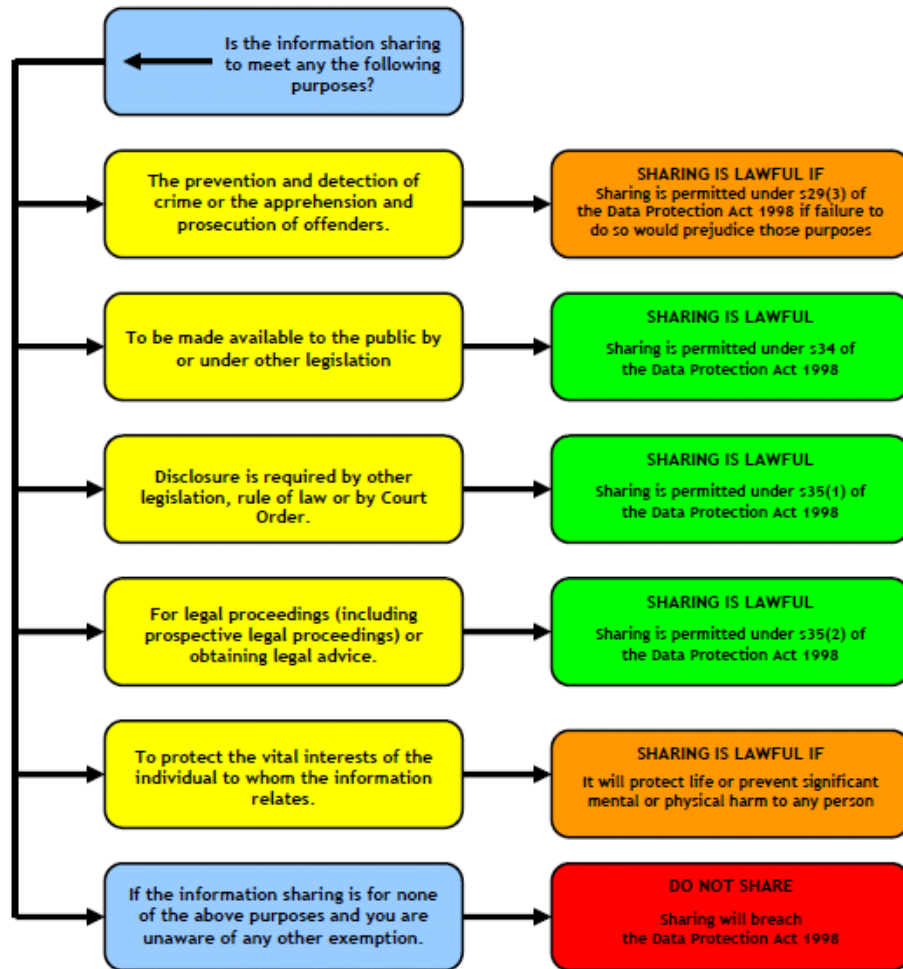 Is the information sharing
to meet any the following
purposes?
The prevention and detection of
crime or the apprehension and
prosecution of offenders.
SHARING IS LAWFUL IF
Sharing is permitted under s29(3) of
the Data Protection Act 1998 if failure to
do so would prejudice those purposes
To be made available to the public by
or under other legislation
SHARING IS LAWFUL
Sharing is permitted under s34 of
the Data Protection Act 1998
Disclosure is required by other
legislation, rule of law or by Court
Order.
SHARING IS LAWFUL
Sharing is permitted under s35(1) of
the Data Protection Act 1998
For legal proceedings (including
prospective legal proceedings) or
obtaining legal advice.
SHARING IS LAWFUL
Sharing is permitted under s35(2) of
the Data Protection Act 1998
To protect the vital interests of the
individual to whom the information
relates.
SHARING IS LAWFUL IF
It will protect life or prevent significant
mental or physical harm to any person
If the information sharing is for none
of the above purposes and you are
unaware of any other exemption.
DO NOT SHARE
Sharing will breach
the Data Protection Act 1998